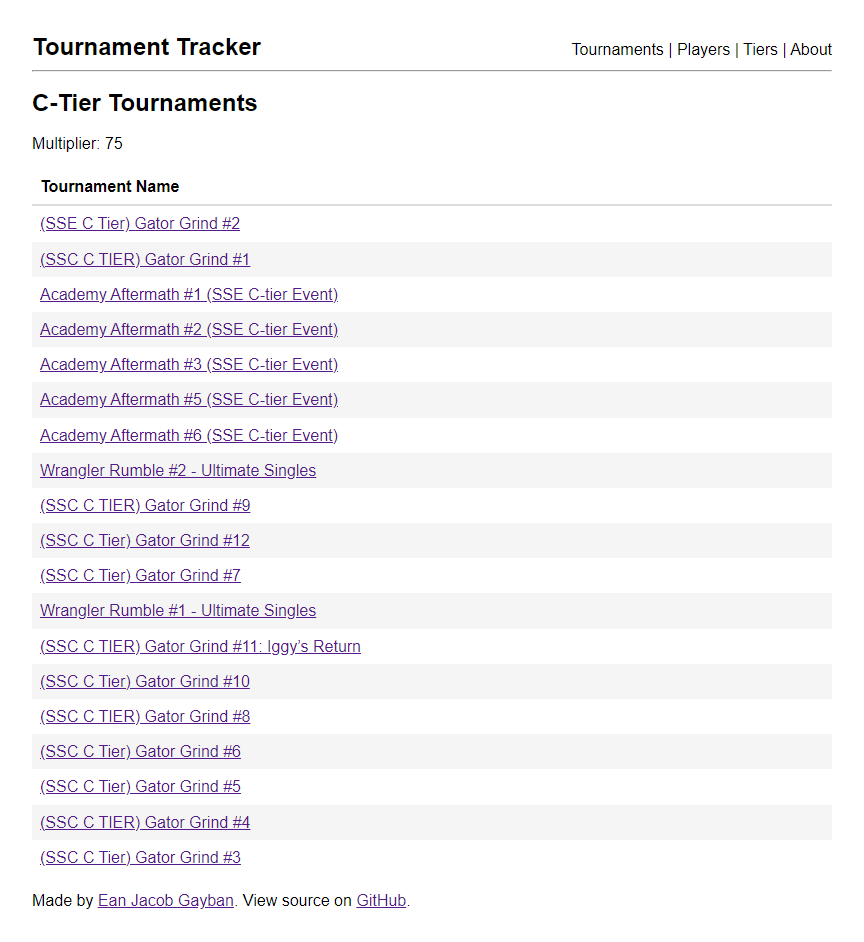 Tournament Tracker
Tournaments | Players | Tiers | About
C-Tier Tournaments
Multiplier: 75
Tournament Name
(SSE C Tier) Gator Grind #2
(SSC C TIER) Gator Grind #1
Academy Aftermath #1 (SSE C-tier Event)
Academy Aftermath #2 (SSE C-tier Event)
Academy Aftermath #3 (SSE C-tier Event)
Academy Aftermath #5 (SSE C-tier Event)
Academy Aftermath #6 (SSE C-tier Event)
Wrangler Rumble #2 - Ultimate Singles
(SSC C TIER) Gator Grind #9
(SSC C Tier) Gator Grind #12
(SSC C Tier) Gator Grind #7
Wrangler Rumble #1 - Ultimate Singles
(SSC C TIER) Gator Grind #11: Iggy’s Return
(SSC C Tier) Gator Grind #10
(SSC C TIER) Gator Grind #8
(SSC C Tier) Gator Grind #6
(SSC C Tier) Gator Grind #5
(SSC C TIER) Gator Grind #4
(SSC C Tier) Gator Grind #3
Made by Ean Jacob Gayban. View source on GitHub.